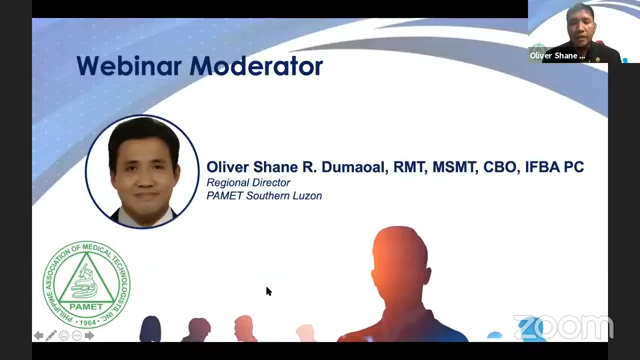 Webinar Moderator
Oliver Shane ...
Oliver Shane R. Dumaoal, RMT, MSMT, CBO, IFBA PC
Regional Director
PAMET Southern Luzon
PHILIPPINE ASSOCIATION OF MEDICAL TECHNOLOGISTS, INC.
PAMET
1964
zoom